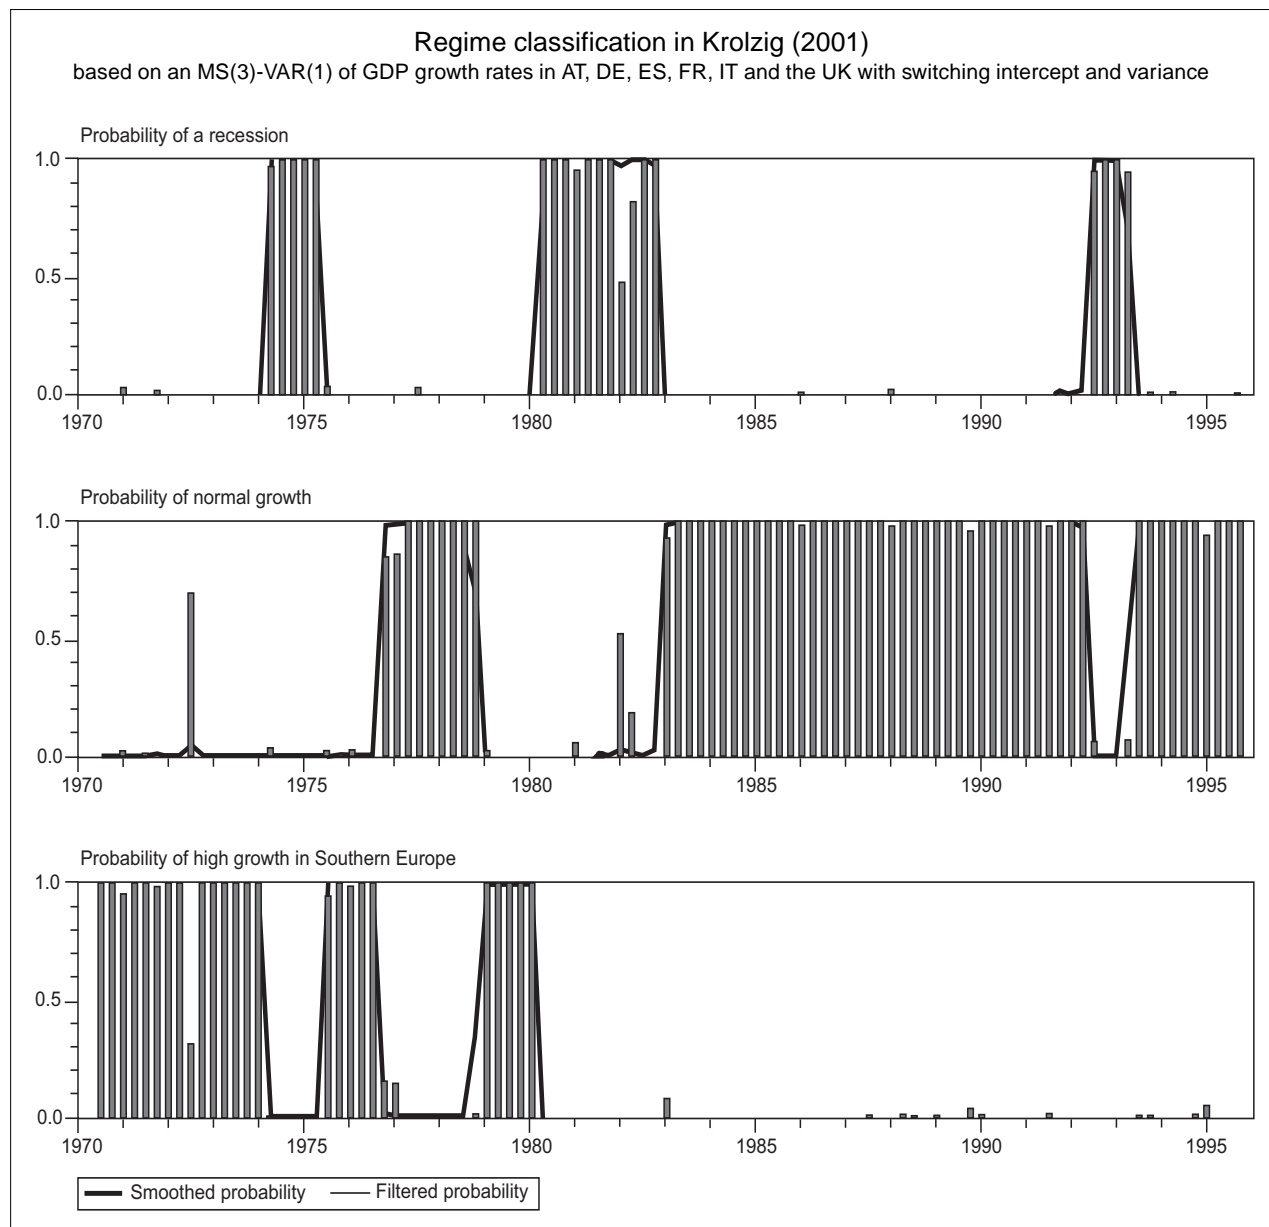 Regime classification in Krolzig (2001)
based on an MS(3)-VAR(1) of GDP growth rates in AT, DE, ES, FR, IT and the UK with switching intercept and variance
Probability of a recession
1.0
0.5
0.0
1970 1975 1980 1985 1990 1995
Probability of normal growth
1.0
0.5
0.0
1970 1975 1980 1985 1990 1995
Probability of high growth in Southern Europe
1.0
0.5
0.0
1970 1975 1980 1985 1990 1995
Smoothed probability Filtered probability